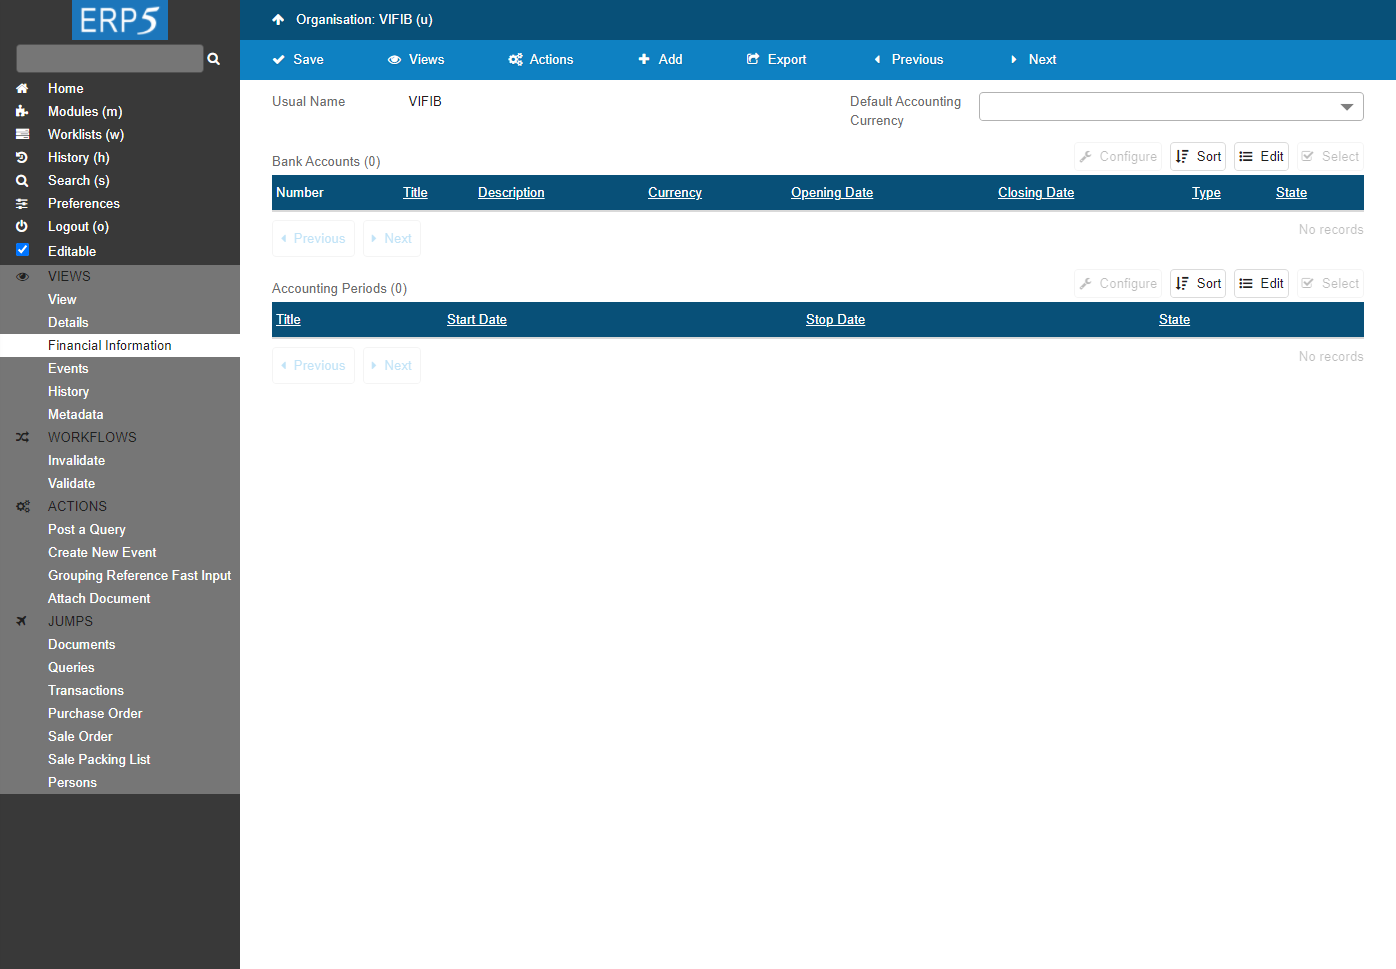 ERP5
Home
Modules (m)
Worklists (w)
History (h)
Search (s)
Preferences
Logout (o)
Editable
VIEWS
View
Details
Financial Information
Events
History
Metadata
WORKFLOWS
Invalidate
Validate
ACTIONS
Post a Query
Create New Event
Grouping Reference Fast Input
Attach Document
JUMPS
Documents
Queries
Transactions
Purchase Order
Sale Order
Sale Packing List
Persons
Organisation: VIFIB (u)
Save Views Actions Add Export Previous Next
Usual Name VIFIB
Default Accounting
Currency
Bank Accounts (0) Configure Sort Edit Select
Number Title Description Currency Opening Date Closing Date Type State
Previous Next No records
Accounting Periods (0) Configure Sort Edit Select
Title Start Date Stop Date State
Previous Next No records